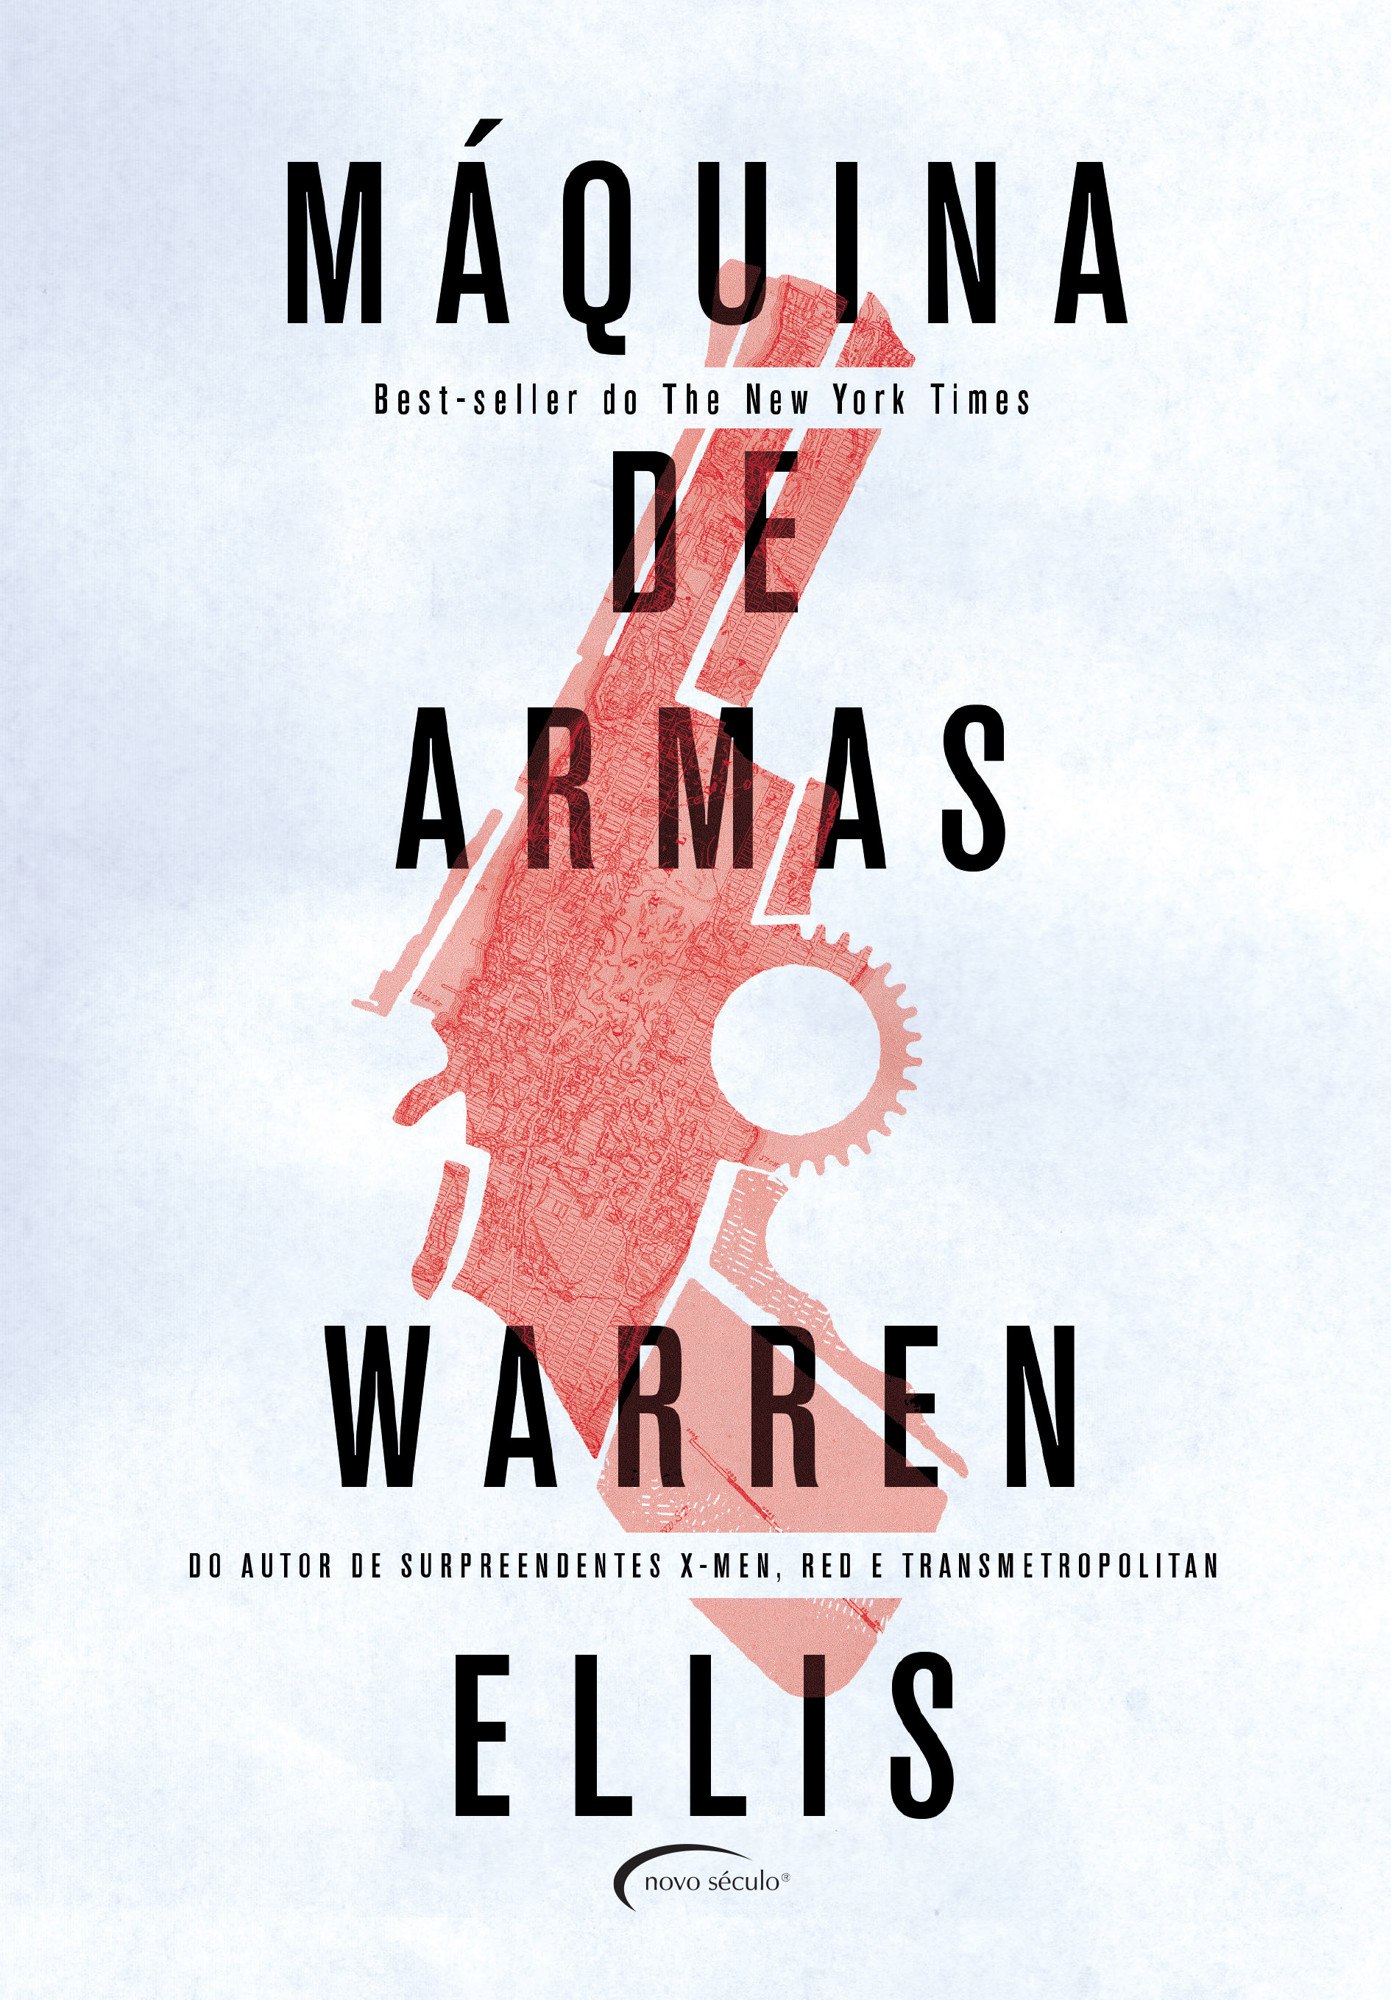 MÁQUINA
Best-seller do The New York Times
DE
ARMAS
WARREN
DO AUTOR DE SURPREENDENTES X-MEN, RED E TRANSMETROPOLITAN
ELLIS
novo século®